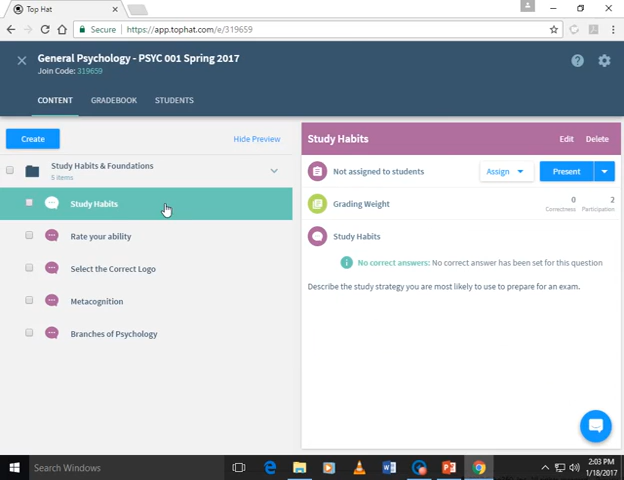 Top Hat
Secure
https://app.tophat.com/e/319659
General Psychology - PSYC 001 Spring 2017
Join Code: 319659
CONTENT
GRADEBOOK
STUDENTS
Create
Hide Preview
Study Habits & Foundations
5 items
Study Habits
Rate your ability
Select the Correct Logo
Metacognition
Branches of Psychology
Study Habits
Edit
Delete
Not assigned to students
Assign
Present
Grading Weight
0
Correctness
2
Participation
Study Habits
No correct answers: No correct answer has been set for this question
Describe the study strategy you are most likely to use to prepare for an exam.
Search Windows
2:03 PM
1/18/2017